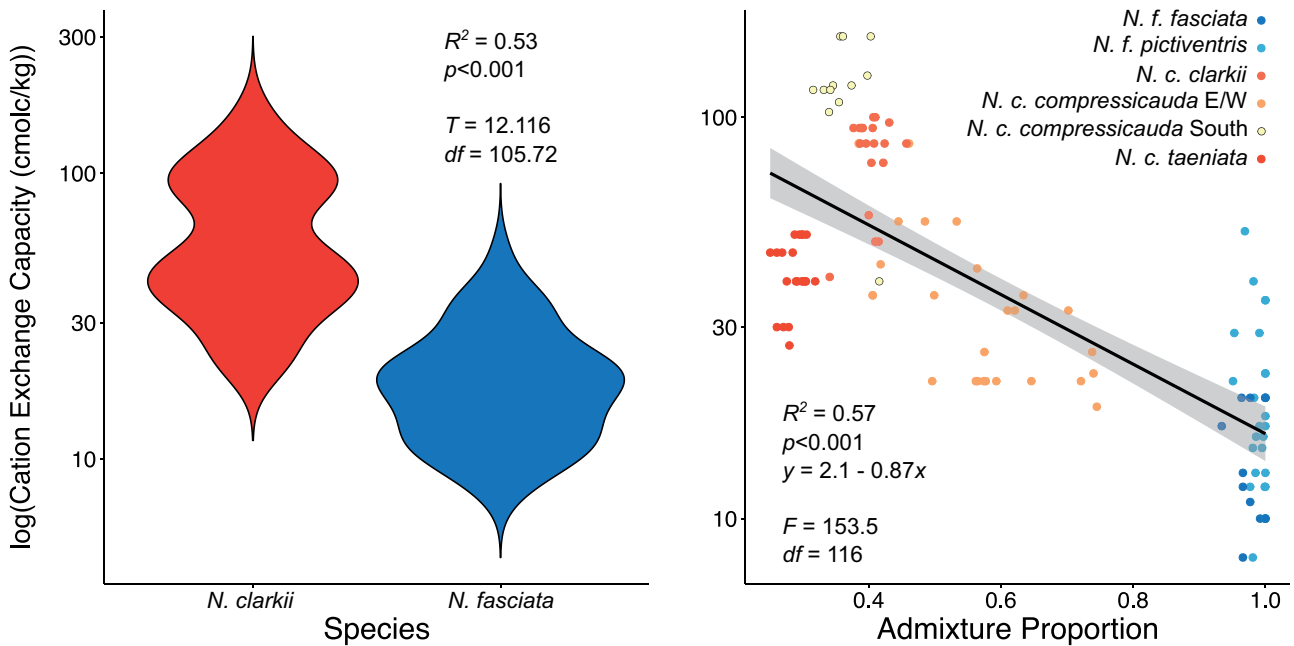 log(Cation Exchange Capacity (cmolc/kg))
300
100
30
10
R² = 0.53
p<0.001
T = 12.116
df = 105.72
N. clarkii
N. fasciata
Species
100
30
10
N. f. fasciata
N. f. pictiventris
N. c. clarkii
N. c. compressicauda E/W
N. c. compressicauda South
N. c. taeniata
R² = 0.57
p<0.001
y = 2.1 - 0.87x
F = 153.5
df = 116
0.4 0.6 0.8 1.0
Admixture Proportion